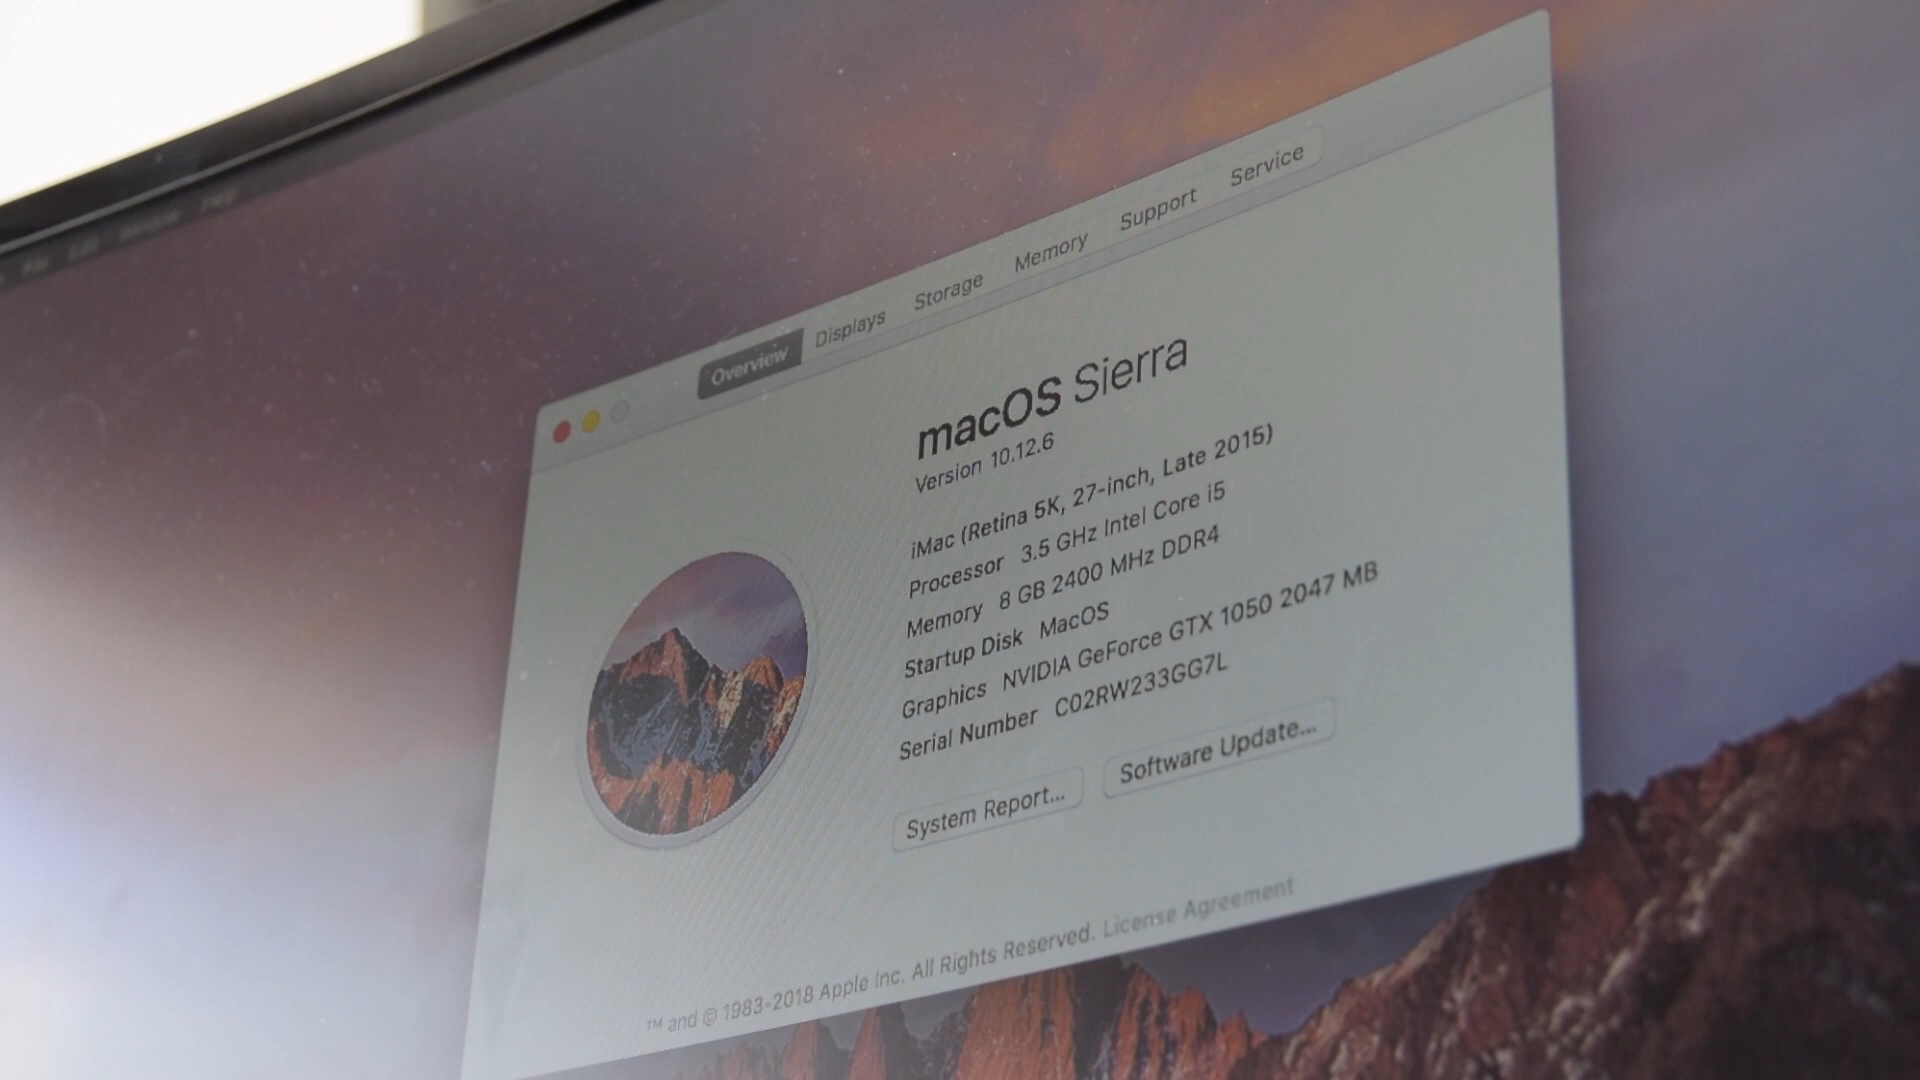 Overview Displays Storage Memory Support Service
macOS Sierra
Version 10.12.6
iMac (Retina 5K, 27-inch, Late 2015)
Processor 3.5 GHz Intel Core i5
Memory 8 GB 2400 MHz DDR4
Startup Disk MacOS
Graphics NVIDIA GeForce GTX 1050 2047 MB
Serial Number C02RW233GG7L
System Report... Software Update...
™ and © 1983-2018 Apple Inc. All Rights Reserved. License Agreement